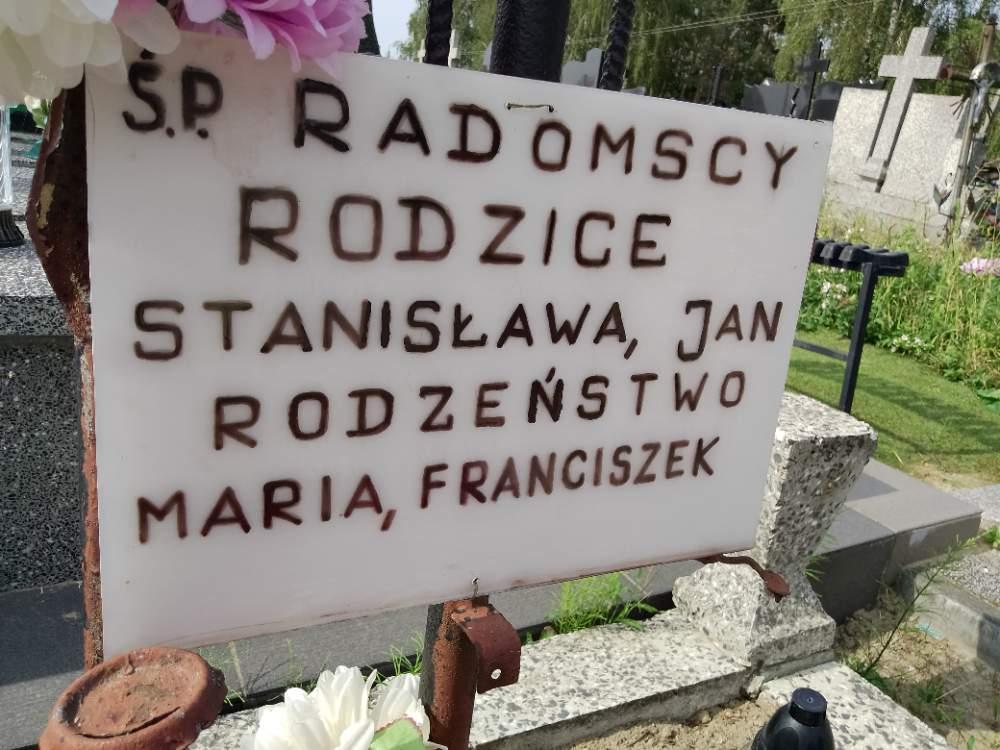 Ś.P. RADOMSCY
RODZICE
STANISŁAWA, JAN
RODZEŃSTWO
MARIA, FRANCISZEK